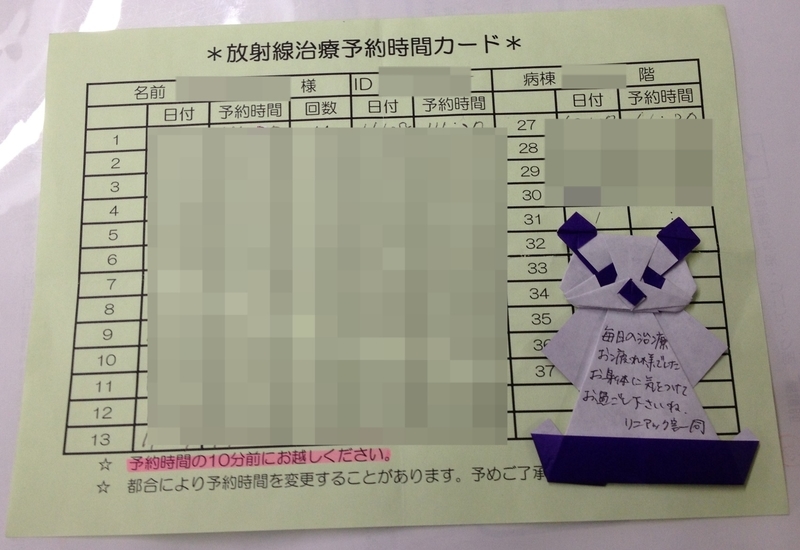 ＊放射線治療予約時間カード＊
名前 様 ID 病棟 階
日付 予約時間 回数 日付 予約時間 日付 予約時間
1 27
2 28
3 29
4 30
5 31
6 32
7 33
8 34
9 35
10 36
11 37
12
13
毎日の治療
お疲れ様でした
お身体に気をつけて
お過ごし下さいね。
リニアック室一同
☆ 予約時間の10分前にお越しください。
☆ 都合により予約時間を変更することがあります。予めご了承